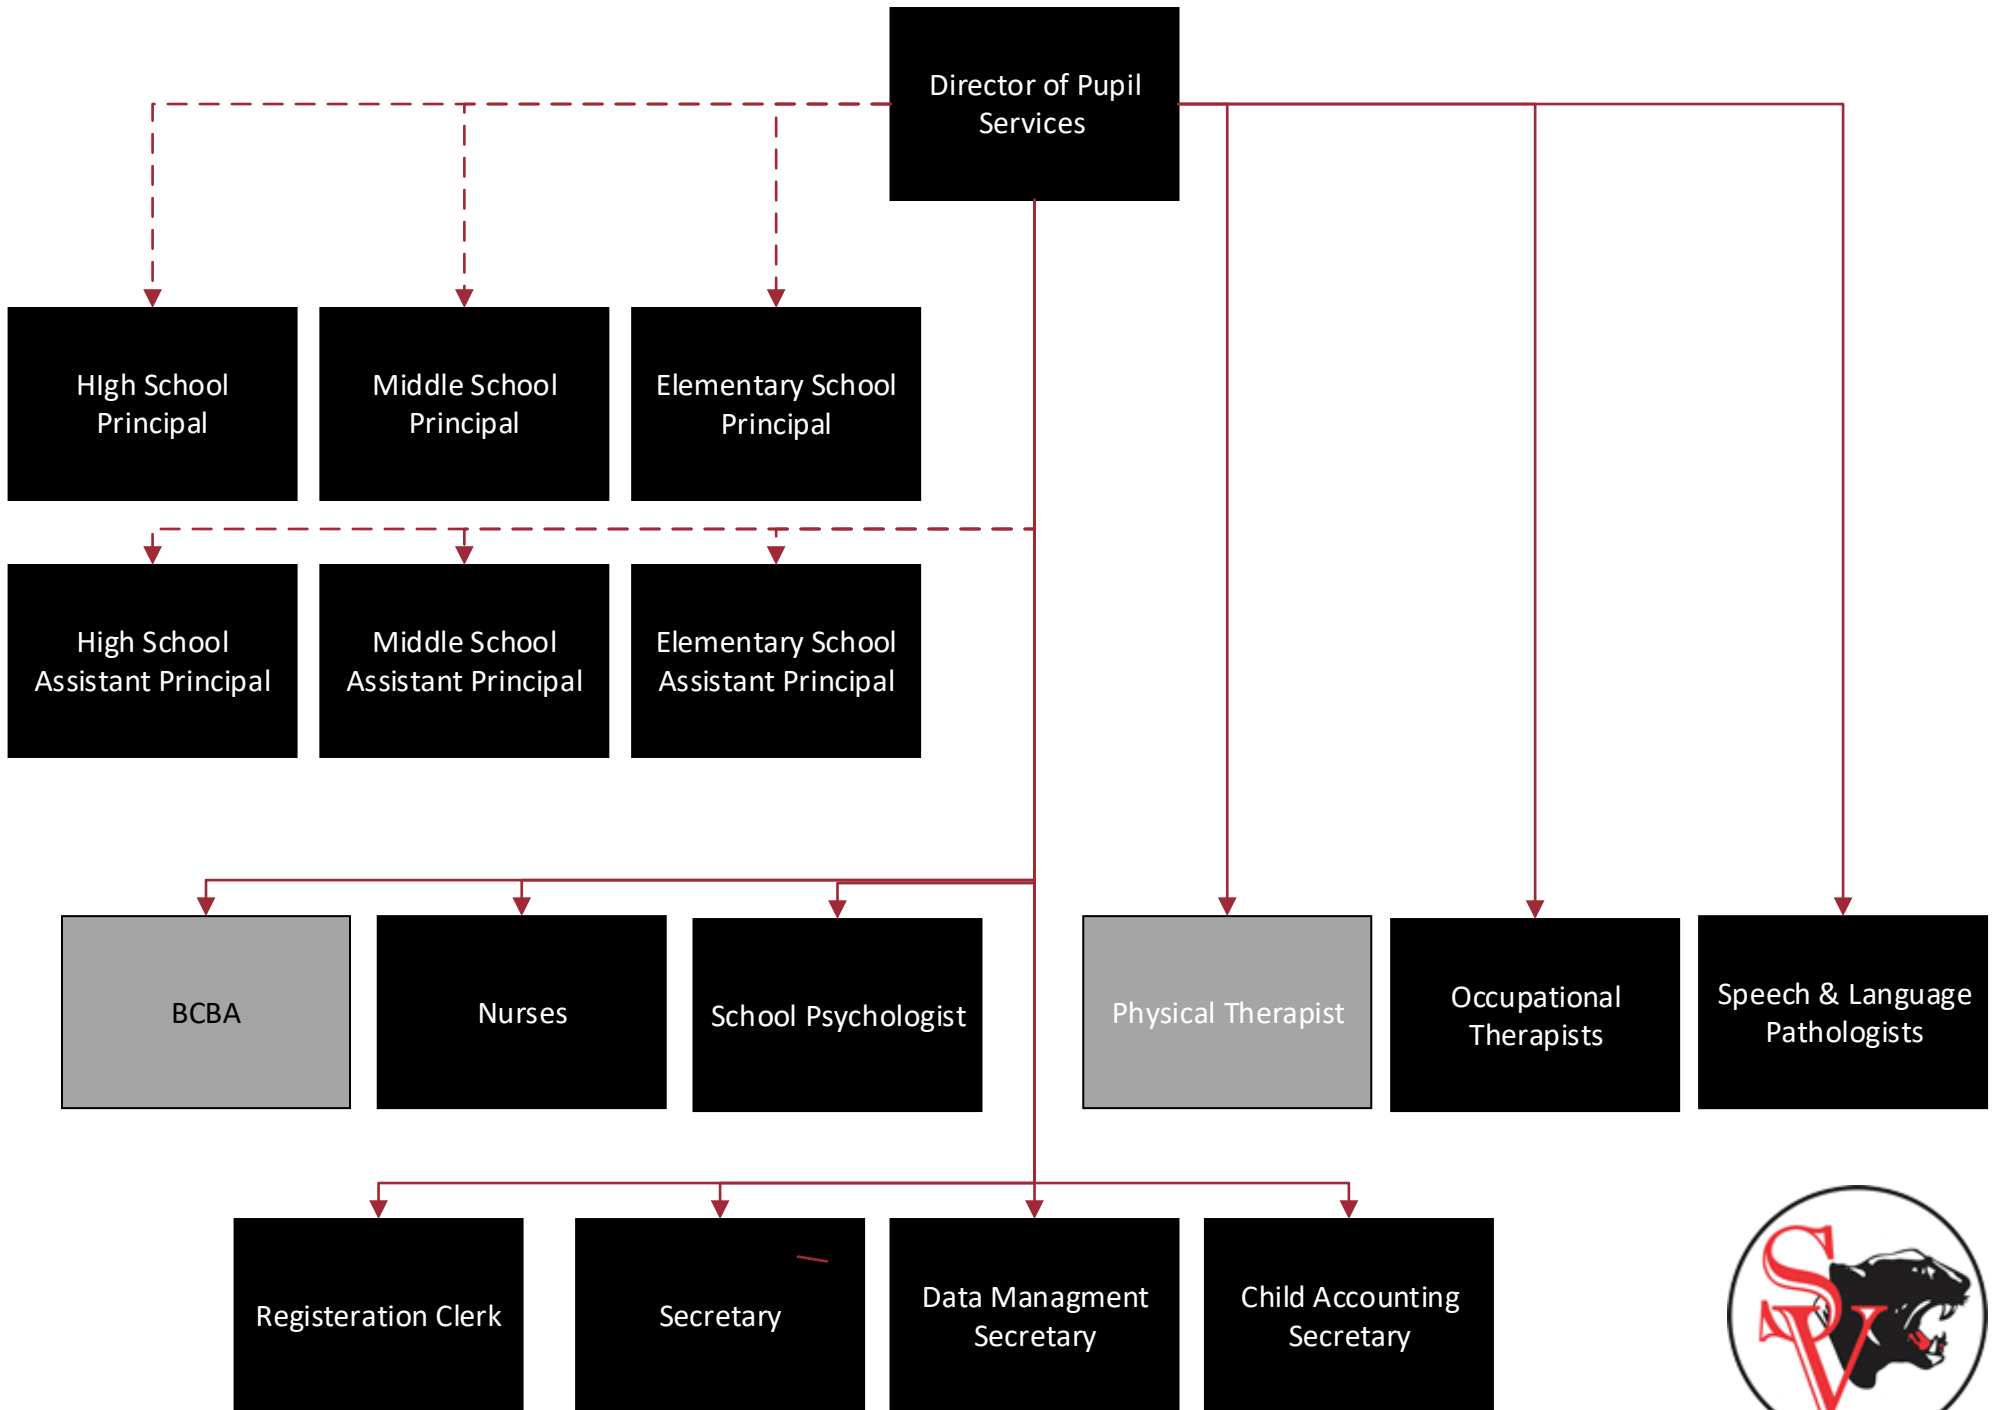 Director of Pupil
Services
HIgh School
Principal
Middle School
Principal
Elementary School
Principal
High School
Assistant Principal
Middle School
Assistant Principal
Elementary School
Assistant Principal
BCBA
Nurses
School Psychologist
Physical Therapist
Occupational
Therapists
Speech & Language
Pathologists
Registeration Clerk
Secretary
Data Managment
Secretary
Child Accounting
Secretary
SV